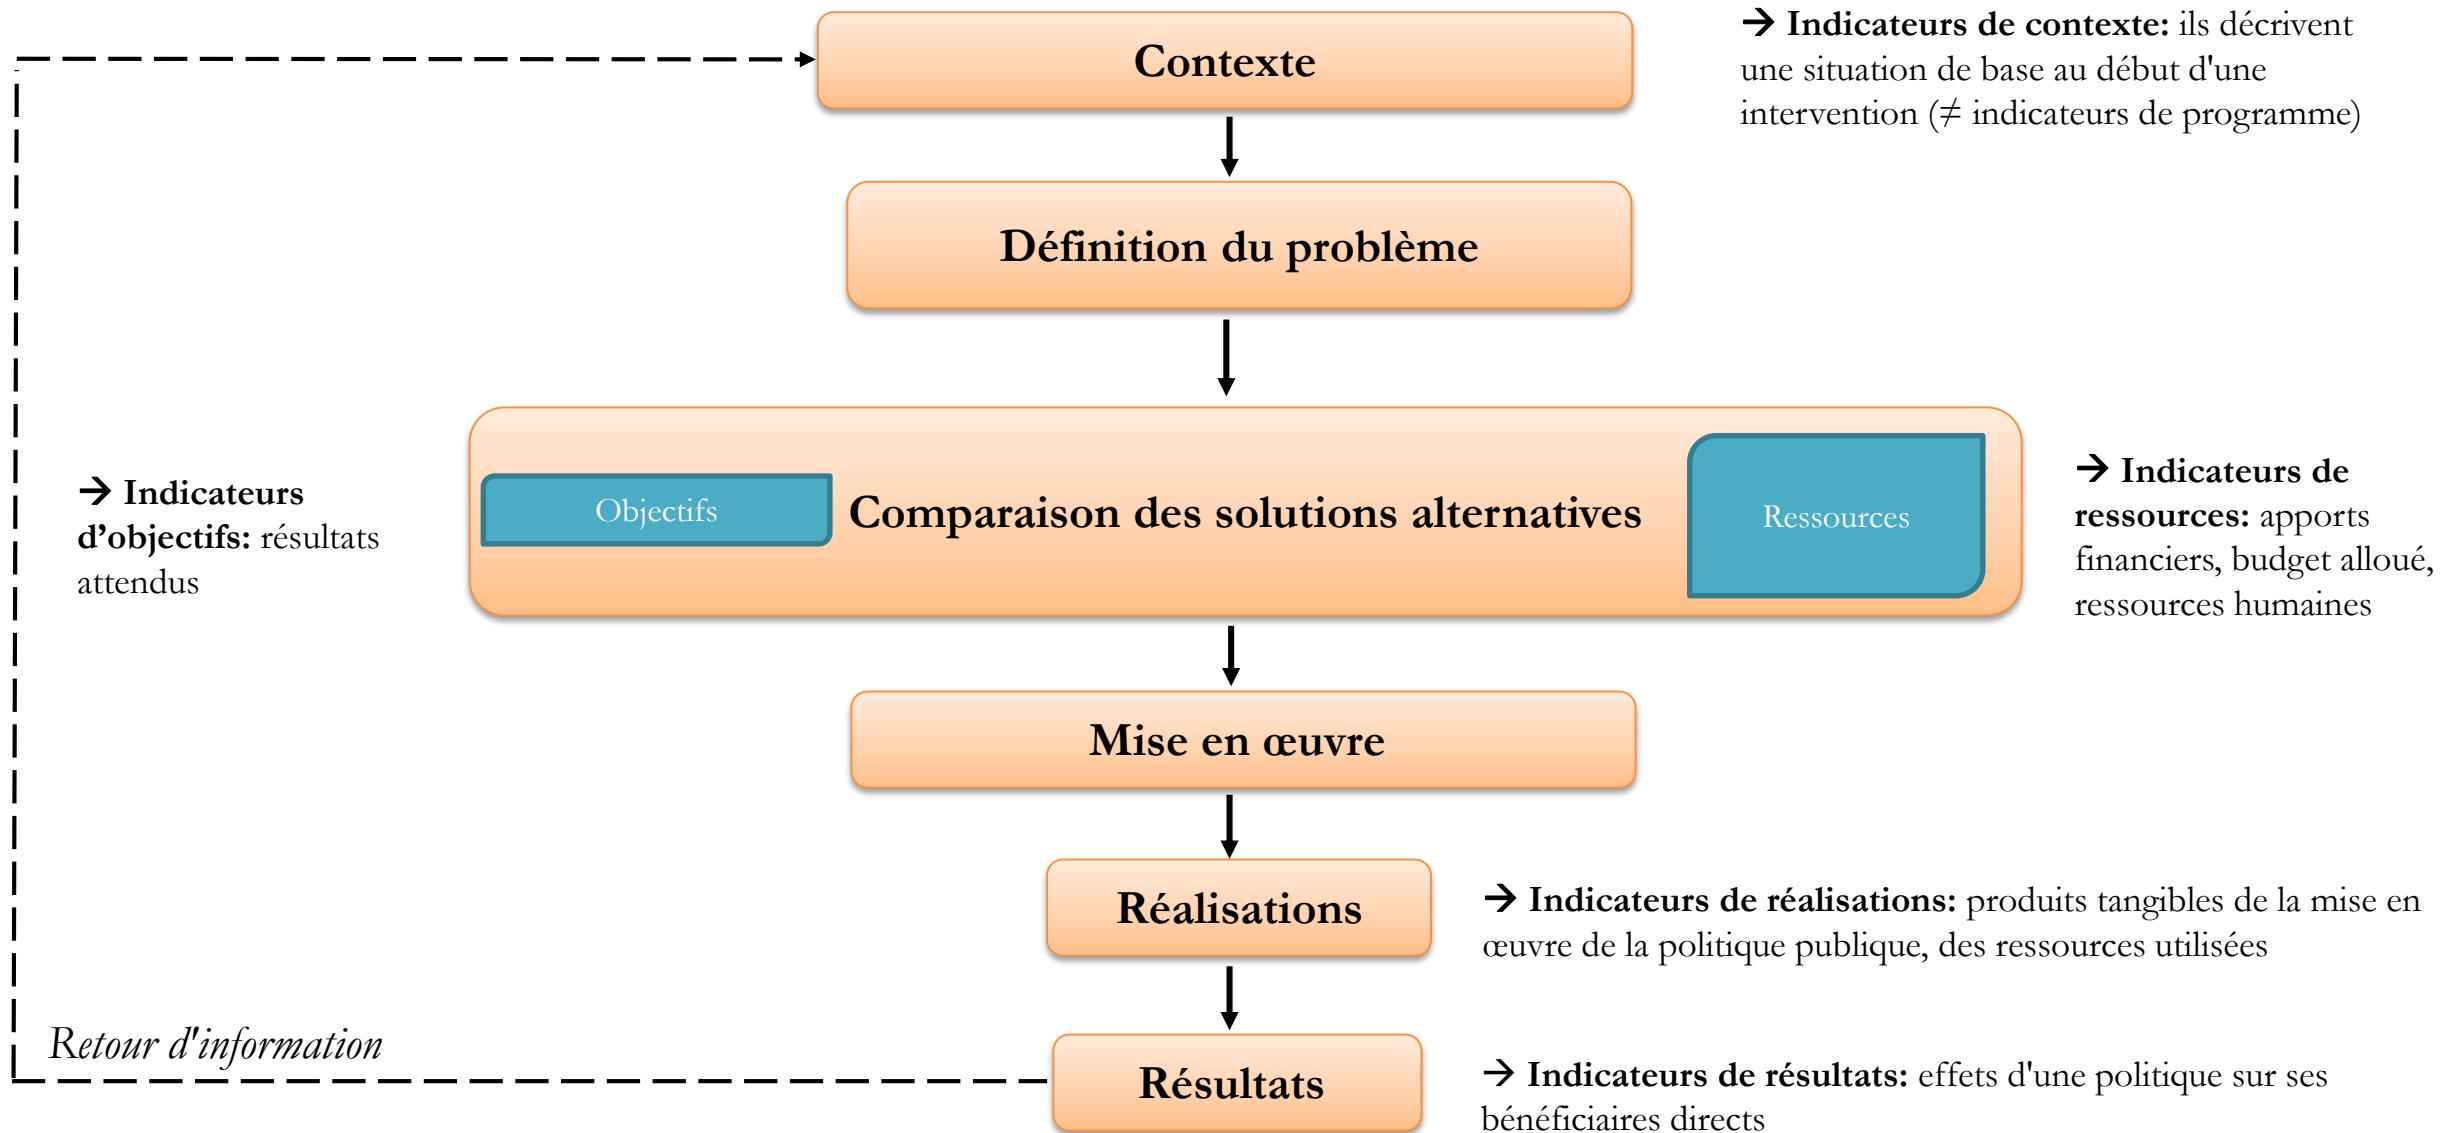 Contexte
→ Indicateurs de contexte: ils décrivent
une situation de base au début d'une
intervention (≠ indicateurs de programme)
Définition du problème
→ Indicateurs
d’objectifs: résultats
attendus
Objectifs
Comparaison des solutions alternatives
Ressources
→ Indicateurs de
ressources: apports
financiers, budget alloué,
ressources humaines
Mise en œuvre
Réalisations
→ Indicateurs de réalisations: produits tangibles de la mise en
œuvre de la politique publique, des ressources utilisées
Retour d'information
Résultats
→ Indicateurs de résultats: effets d'une politique sur ses
bénéficiaires directs